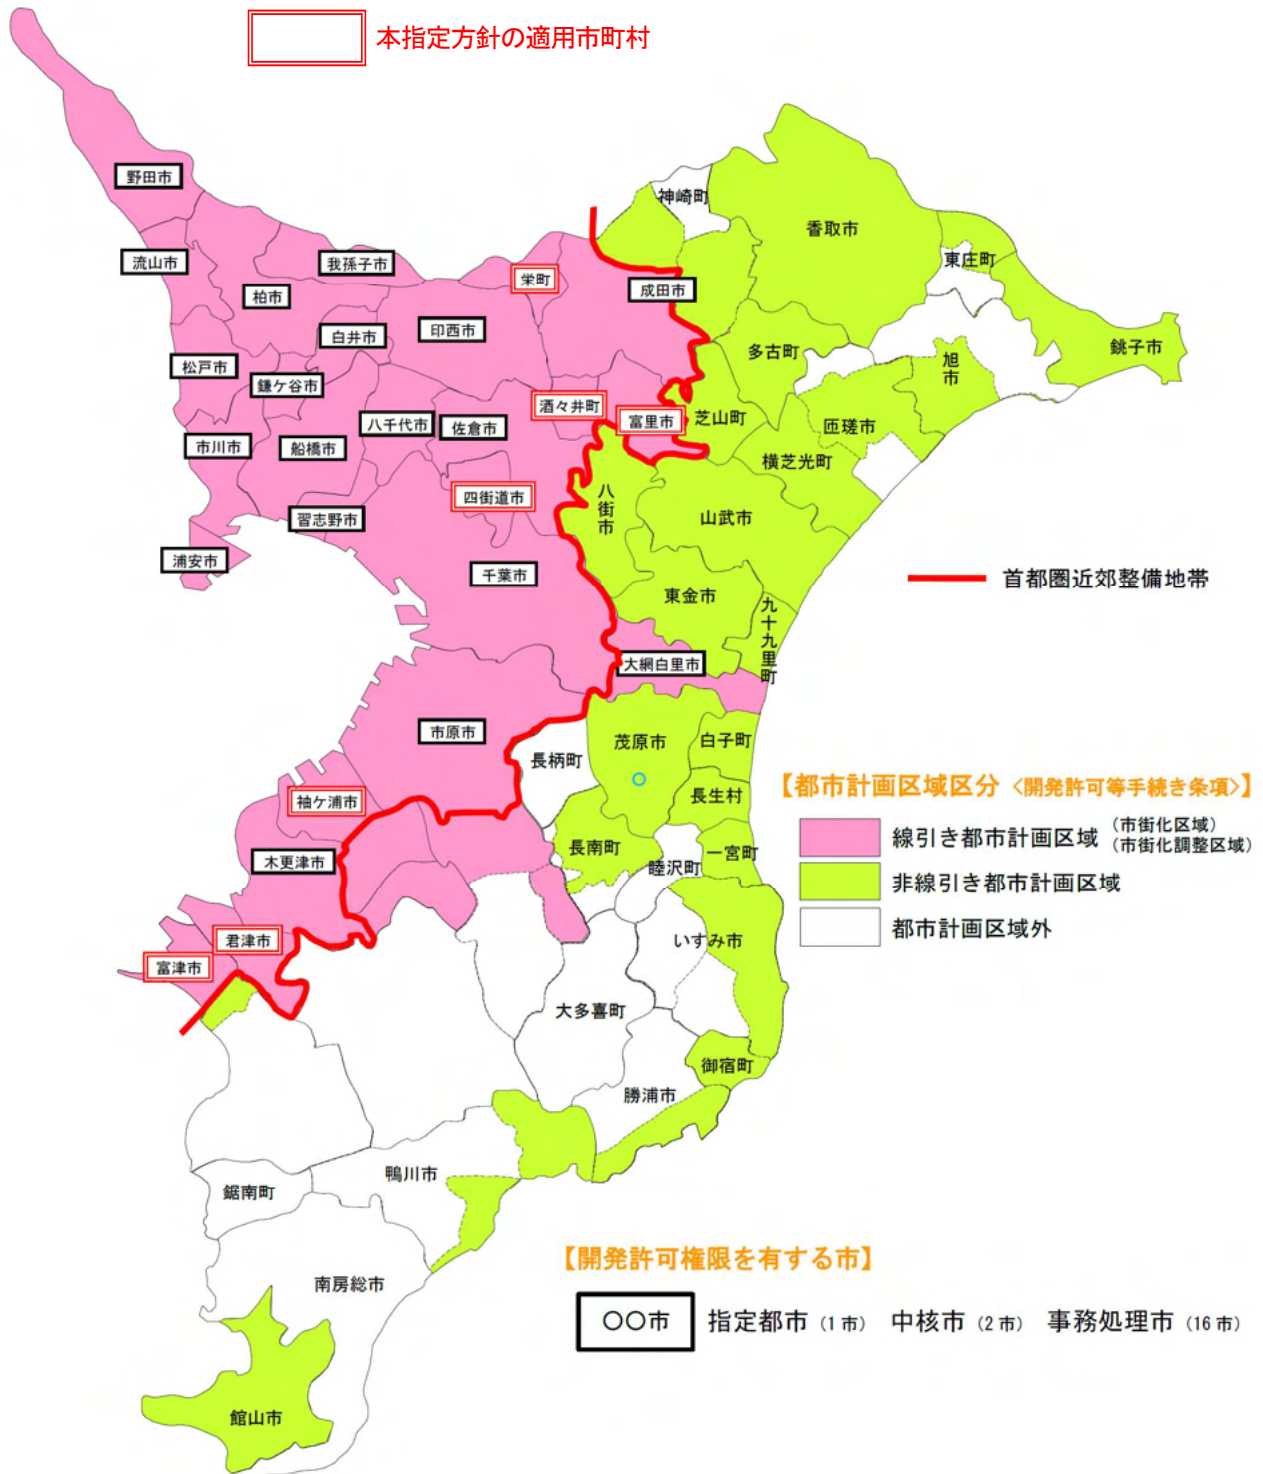 本指定方針の適用市町村
野田市
神崎町
香取市
流山市
我孫子市
東庄町
栄町
成田市
柏市
白井市
印西市
銚子市
多古町
旭市
松戸市
鎌ケ谷市
酒々井町
富里市
芝山町
八千代市
佐倉市
匝瑳市
市川市
船橋市
横芝光町
四街道市
八街市
習志野市
山武市
浦安市
千葉市
首都圏近郊整備地帯
東金市
九十九里町
大網白里市
市原市
茂原市
白子町
長柄町
【都市計画区域区分 <開発許可等手続き条項>】
袖ケ浦市
長生村
線引き都市計画区域 (市街化区域)
(市街化調整区域)
長南町
一宮町
木更津市
睦沢町
非線引き都市計画区域
都市計画区域外
君津市
いすみ市
富津市
大多喜町
御宿町
勝浦市
鴨川市
鋸南町
【開発許可権限を有する市】
南房総市
〇〇市 指定都市 (1市) 中核市 (2市) 事務処理市 (16市)
館山市